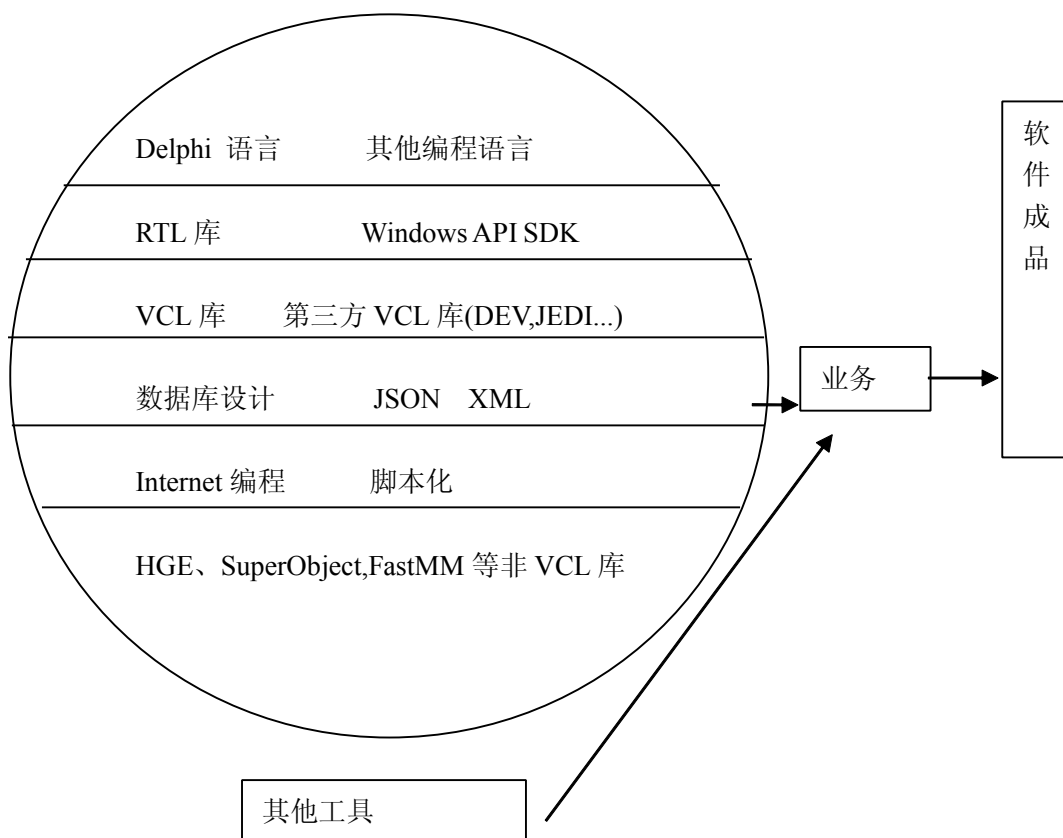 Delphi 语言 其他编程语言
RTL 库 Windows API SDK
VCL 库 第三方 VCL 库(DEV,JEDI...)
数据库设计 JSON XML
Internet 编程 脚本化
HGE、SuperObject,FastMM 等非 VCL 库
业务
软
件
成
品
其他工具